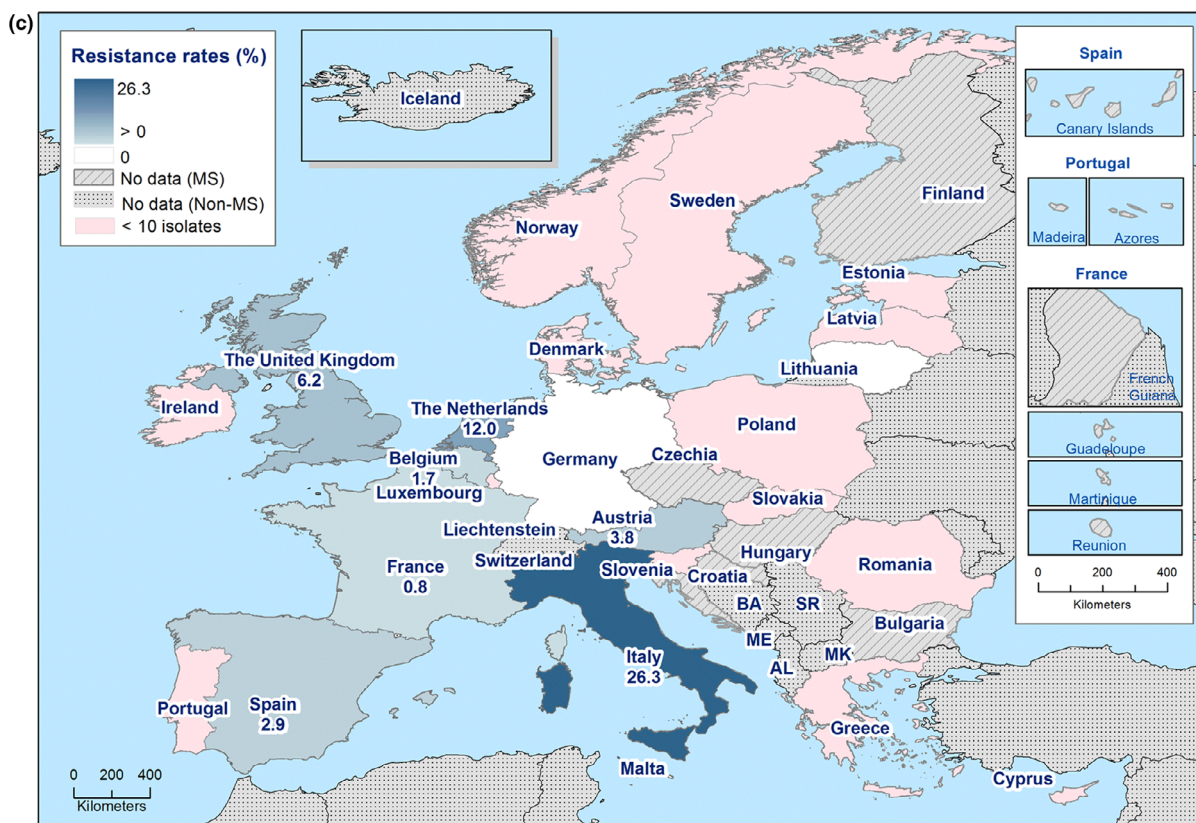 (c)
Resistance rates (%)
26.3
> 0
0
No data (MS)
No data (Non-MS)
< 10 isolates
Iceland
Finland
Sweden
Norway
Estonia
Latvia
Lithuania
Denmark
The United Kingdom
6.2
Ireland
The Netherlands
12.0
Belgium
1.7
Luxembourg
Germany
Poland
Czechia
Slovakia
Austria
3.8
Liechtenstein
Switzerland
Hungary
Slovenia
Croatia
Romania
BA
SR
France
0.8
Bulgaria
ME
MK
AL
Italy
26.3
Portugal
Spain
2.9
Greece
Malta
Cyprus
0 200 400
Kilometers
Spain
Canary Islands
Portugal
Madeira
Azores
France
French
Guiana
Guadeloupe
Martinique
Reunion
0 200 400
Kilometers